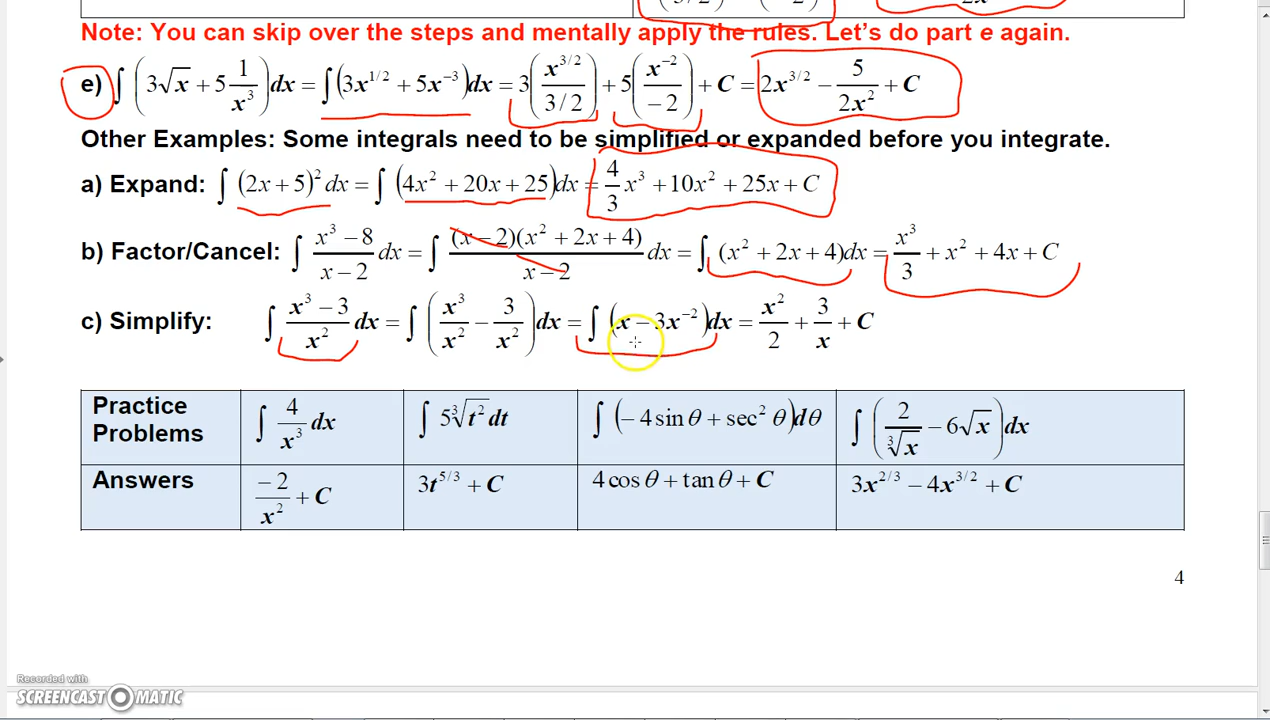 Note: You can skip over the steps and mentally apply the rules. Let's do part e again.
e) ∫ (3√x + 5 1/x³) dx = ∫ (3x^{1/2} + 5x^{−3}) dx = 3(x^{3/2} / 3/2) + 5(x^{−2} / −2) + C = 2x^{3/2} − 5/2x² + C
Other Examples: Some integrals need to be simplified or expanded before you integrate.
a) Expand: ∫ (2x + 5)² dx = ∫ (4x² + 20x + 25) dx = 4/3 x³ + 10x² + 25x + C
b) Factor/Cancel: ∫ x³ − 8 / x − 2 dx = ∫ (x − 2)(x² + 2x + 4) / x − 2 dx = ∫ (x² + 2x + 4) dx = x³/3 + x² + 4x + C
c) Simplify: ∫ x³ − 3 / x² dx = ∫ (x³/x² − 3/x²) dx = ∫ (x − 3x^{−2}) dx = x²/2 + 3/x + C
Practice Problems ∫ 4/x³ dx ∫ 5∛t² dt ∫ (−4 sin θ + sec² θ) dθ ∫ (2/∛x − 6√x) dx
Answers −2/x² + C 3t^{5/3} + C 4 cos θ + tan θ + C 3x^{2/3} − 4x^{3/2} + C
4
Recorded with
SCREENCAST-O-MATIC